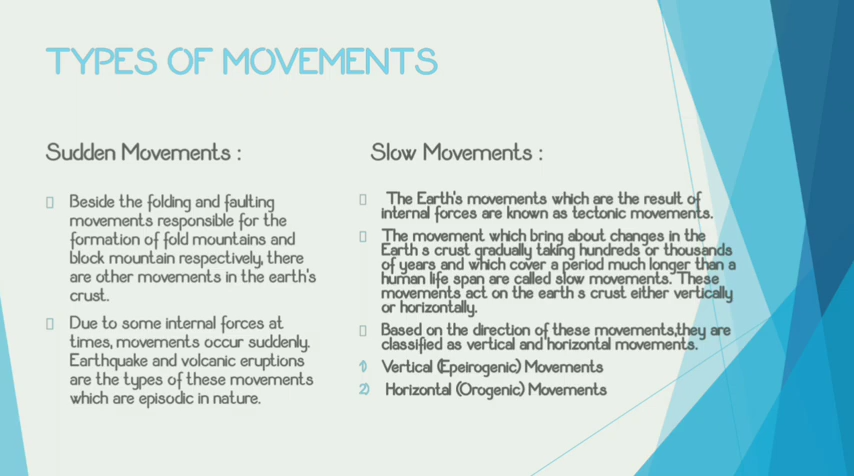 TYPES OF MOVEMENTS
Sudden Movements :
Beside the folding and faulting
movements responsible for the
formation of fold mountains and
block mountain respectively, there
are other movements in the earth's
crust.
Due to some internal forces at
times, movements occur suddenly.
Earthquake and volcanic eruptions
are the types of these movements
which are episodic in nature.
Slow Movements :
The Earth's movements which are the result of
internal forces are known as tectonic movements.
The movement which bring about changes in the
Earth s crust gradually taking hundreds or thousands
of years and which cover a period much longer than a
human life span are called slow movements. These
movements act on the earth s crust either vertically
or horizontally.
Based on the direction of these movements,they are
classified as vertical and horizontal movements.
1) Vertical (Epeirogenic) Movements
2) Horizontal (Orogenic) Movements